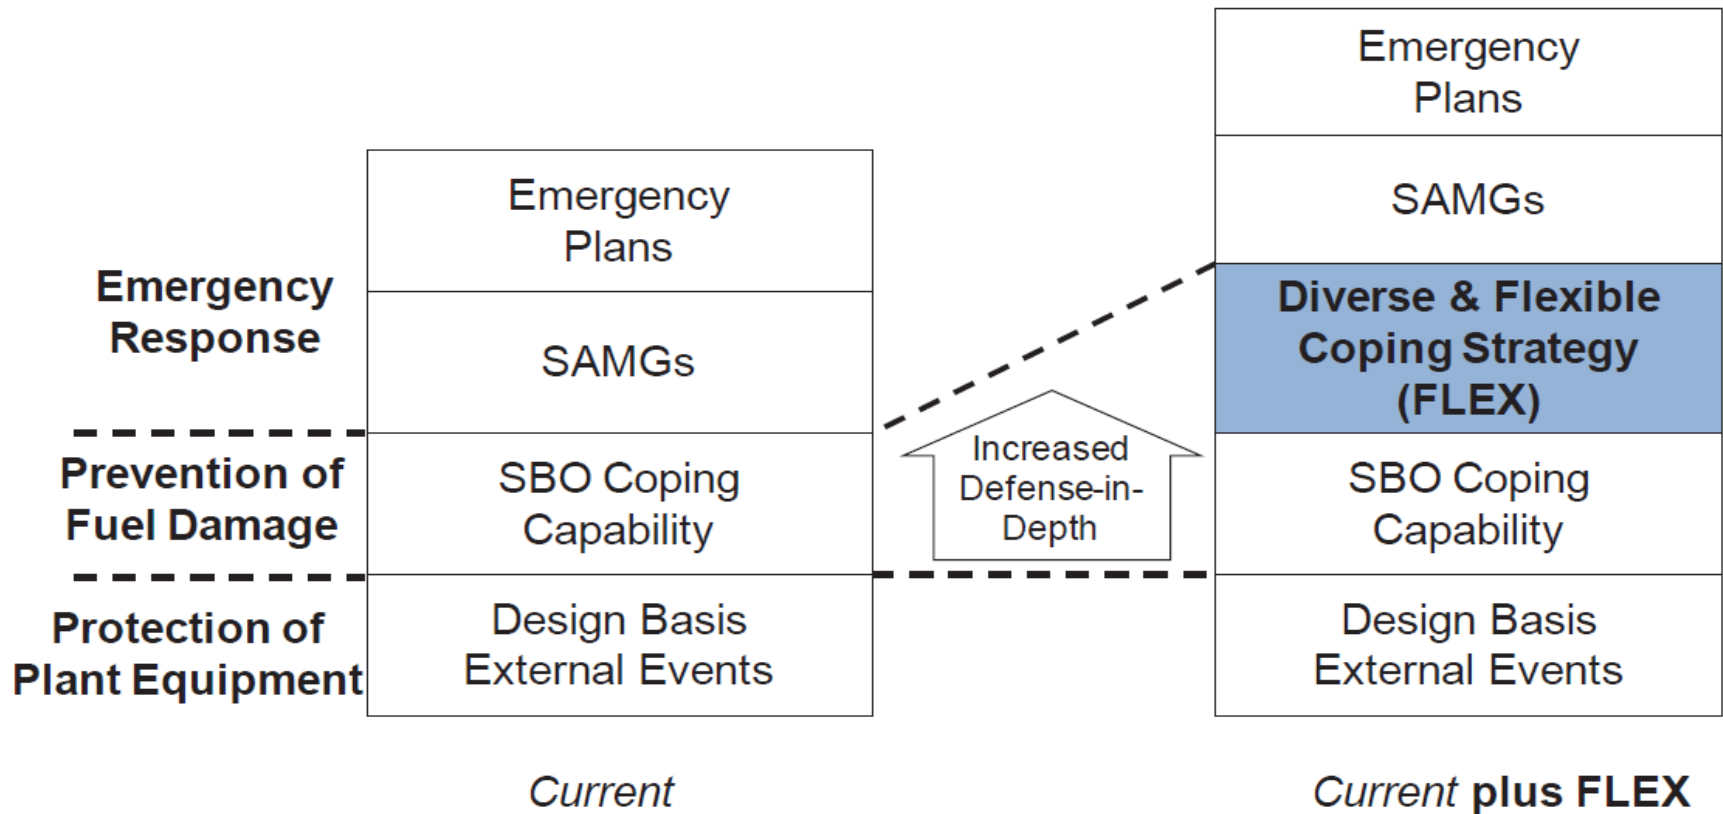 Emergency
Response
Prevention of
Fuel Damage
Protection of
Plant Equipment
Emergency
Plans
SAMGs
SBO Coping
Capability
Design Basis
External Events
Current
Increased
Defense-in-
Depth
Emergency
Plans
SAMGs
Diverse & Flexible
Coping Strategy
(FLEX)
SBO Coping
Capability
Design Basis
External Events
Current plus FLEX